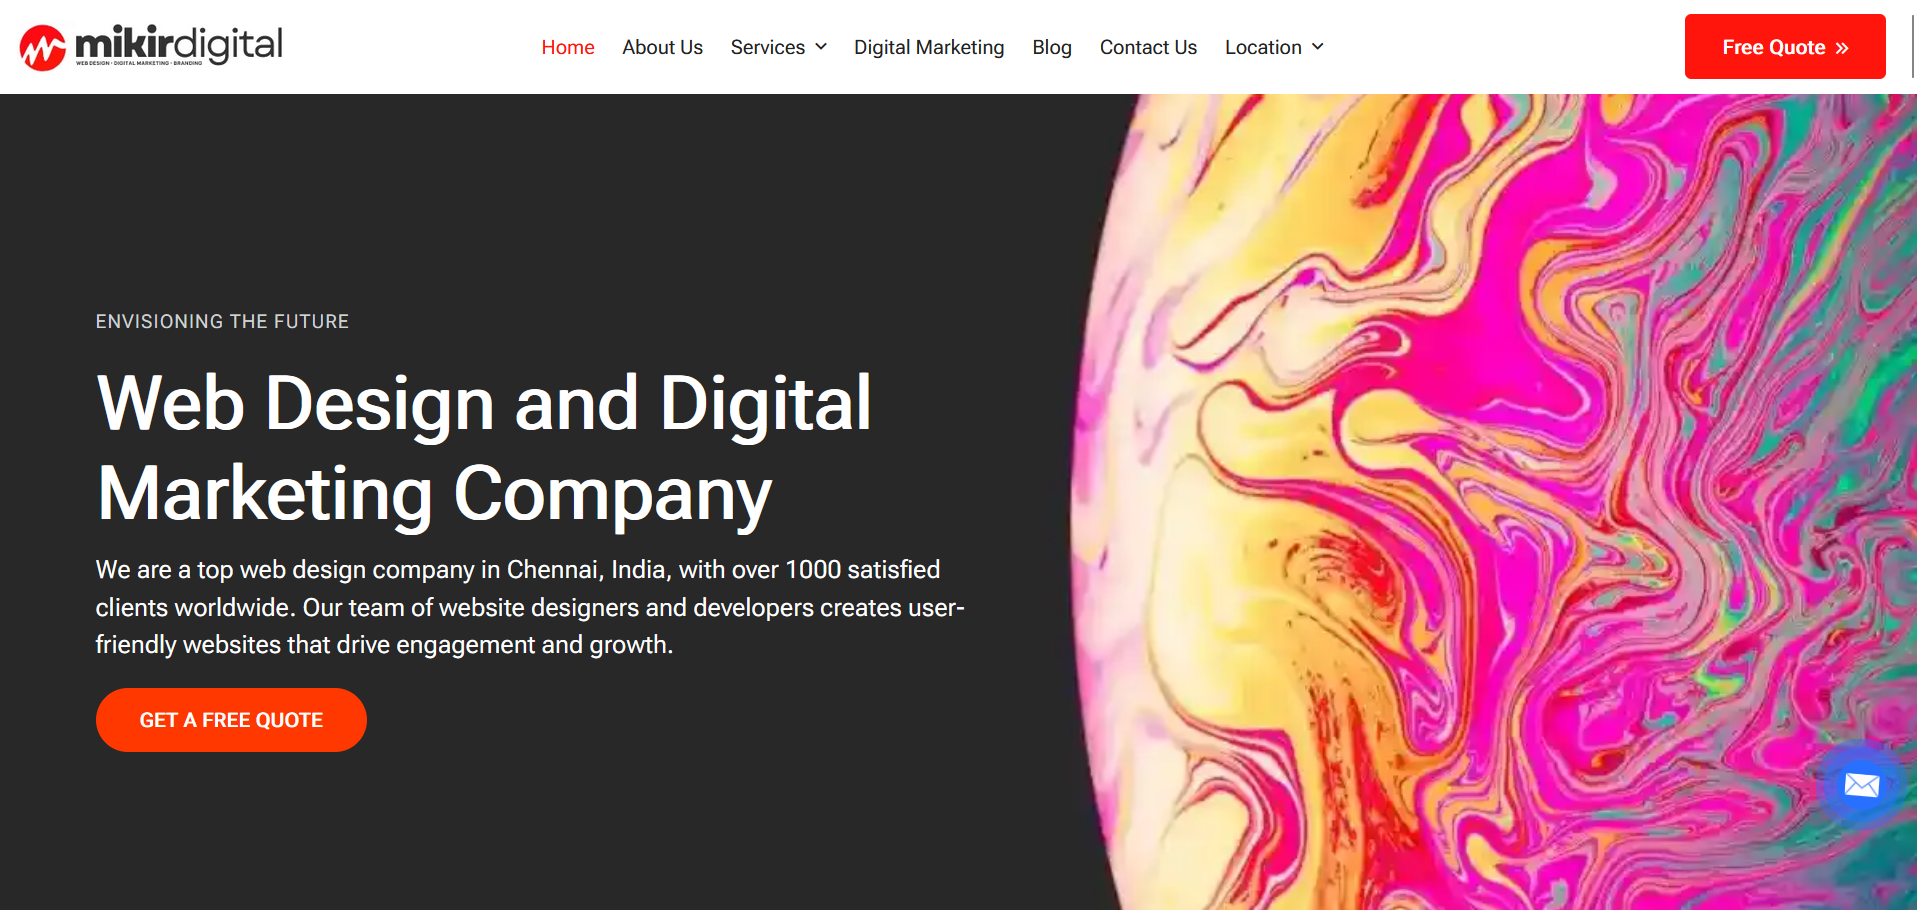 mikirdigital
WEB DESIGN - DIGITAL MARKETING - BRANDING
Home About Us Services Digital Marketing Blog Contact Us Location
Free Quote »
ENVISIONING THE FUTURE
Web Design and Digital
Marketing Company
We are a top web design company in Chennai, India, with over 1000 satisfied
clients worldwide. Our team of website designers and developers creates user-
friendly websites that drive engagement and growth.
GET A FREE QUOTE